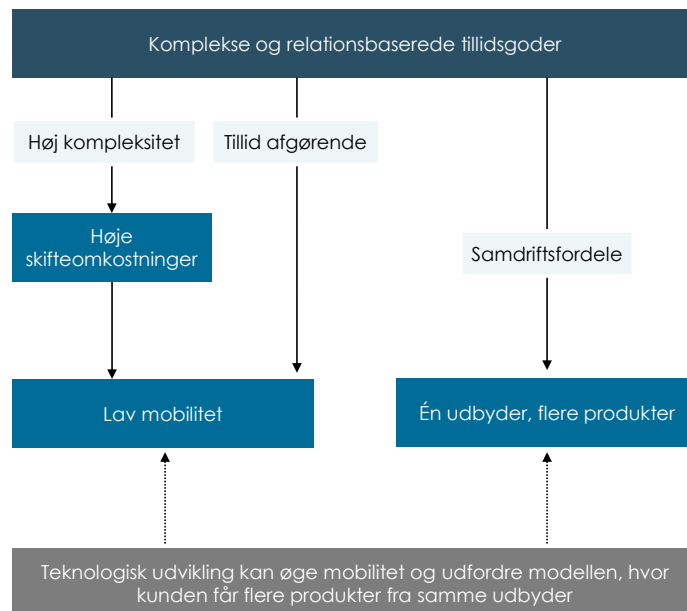 Komplekse og relationsbaserede tillidsgoder
Høj kompleksitet
Tillid afgørende
Høje
skifteomkostninger
Samdriftsfordele
Lav mobilitet
Én udbyder, flere produkter
Teknologisk udvikling kan øge mobilitet og udfordre modellen, hvor
kunden får flere produkter fra samme udbyder